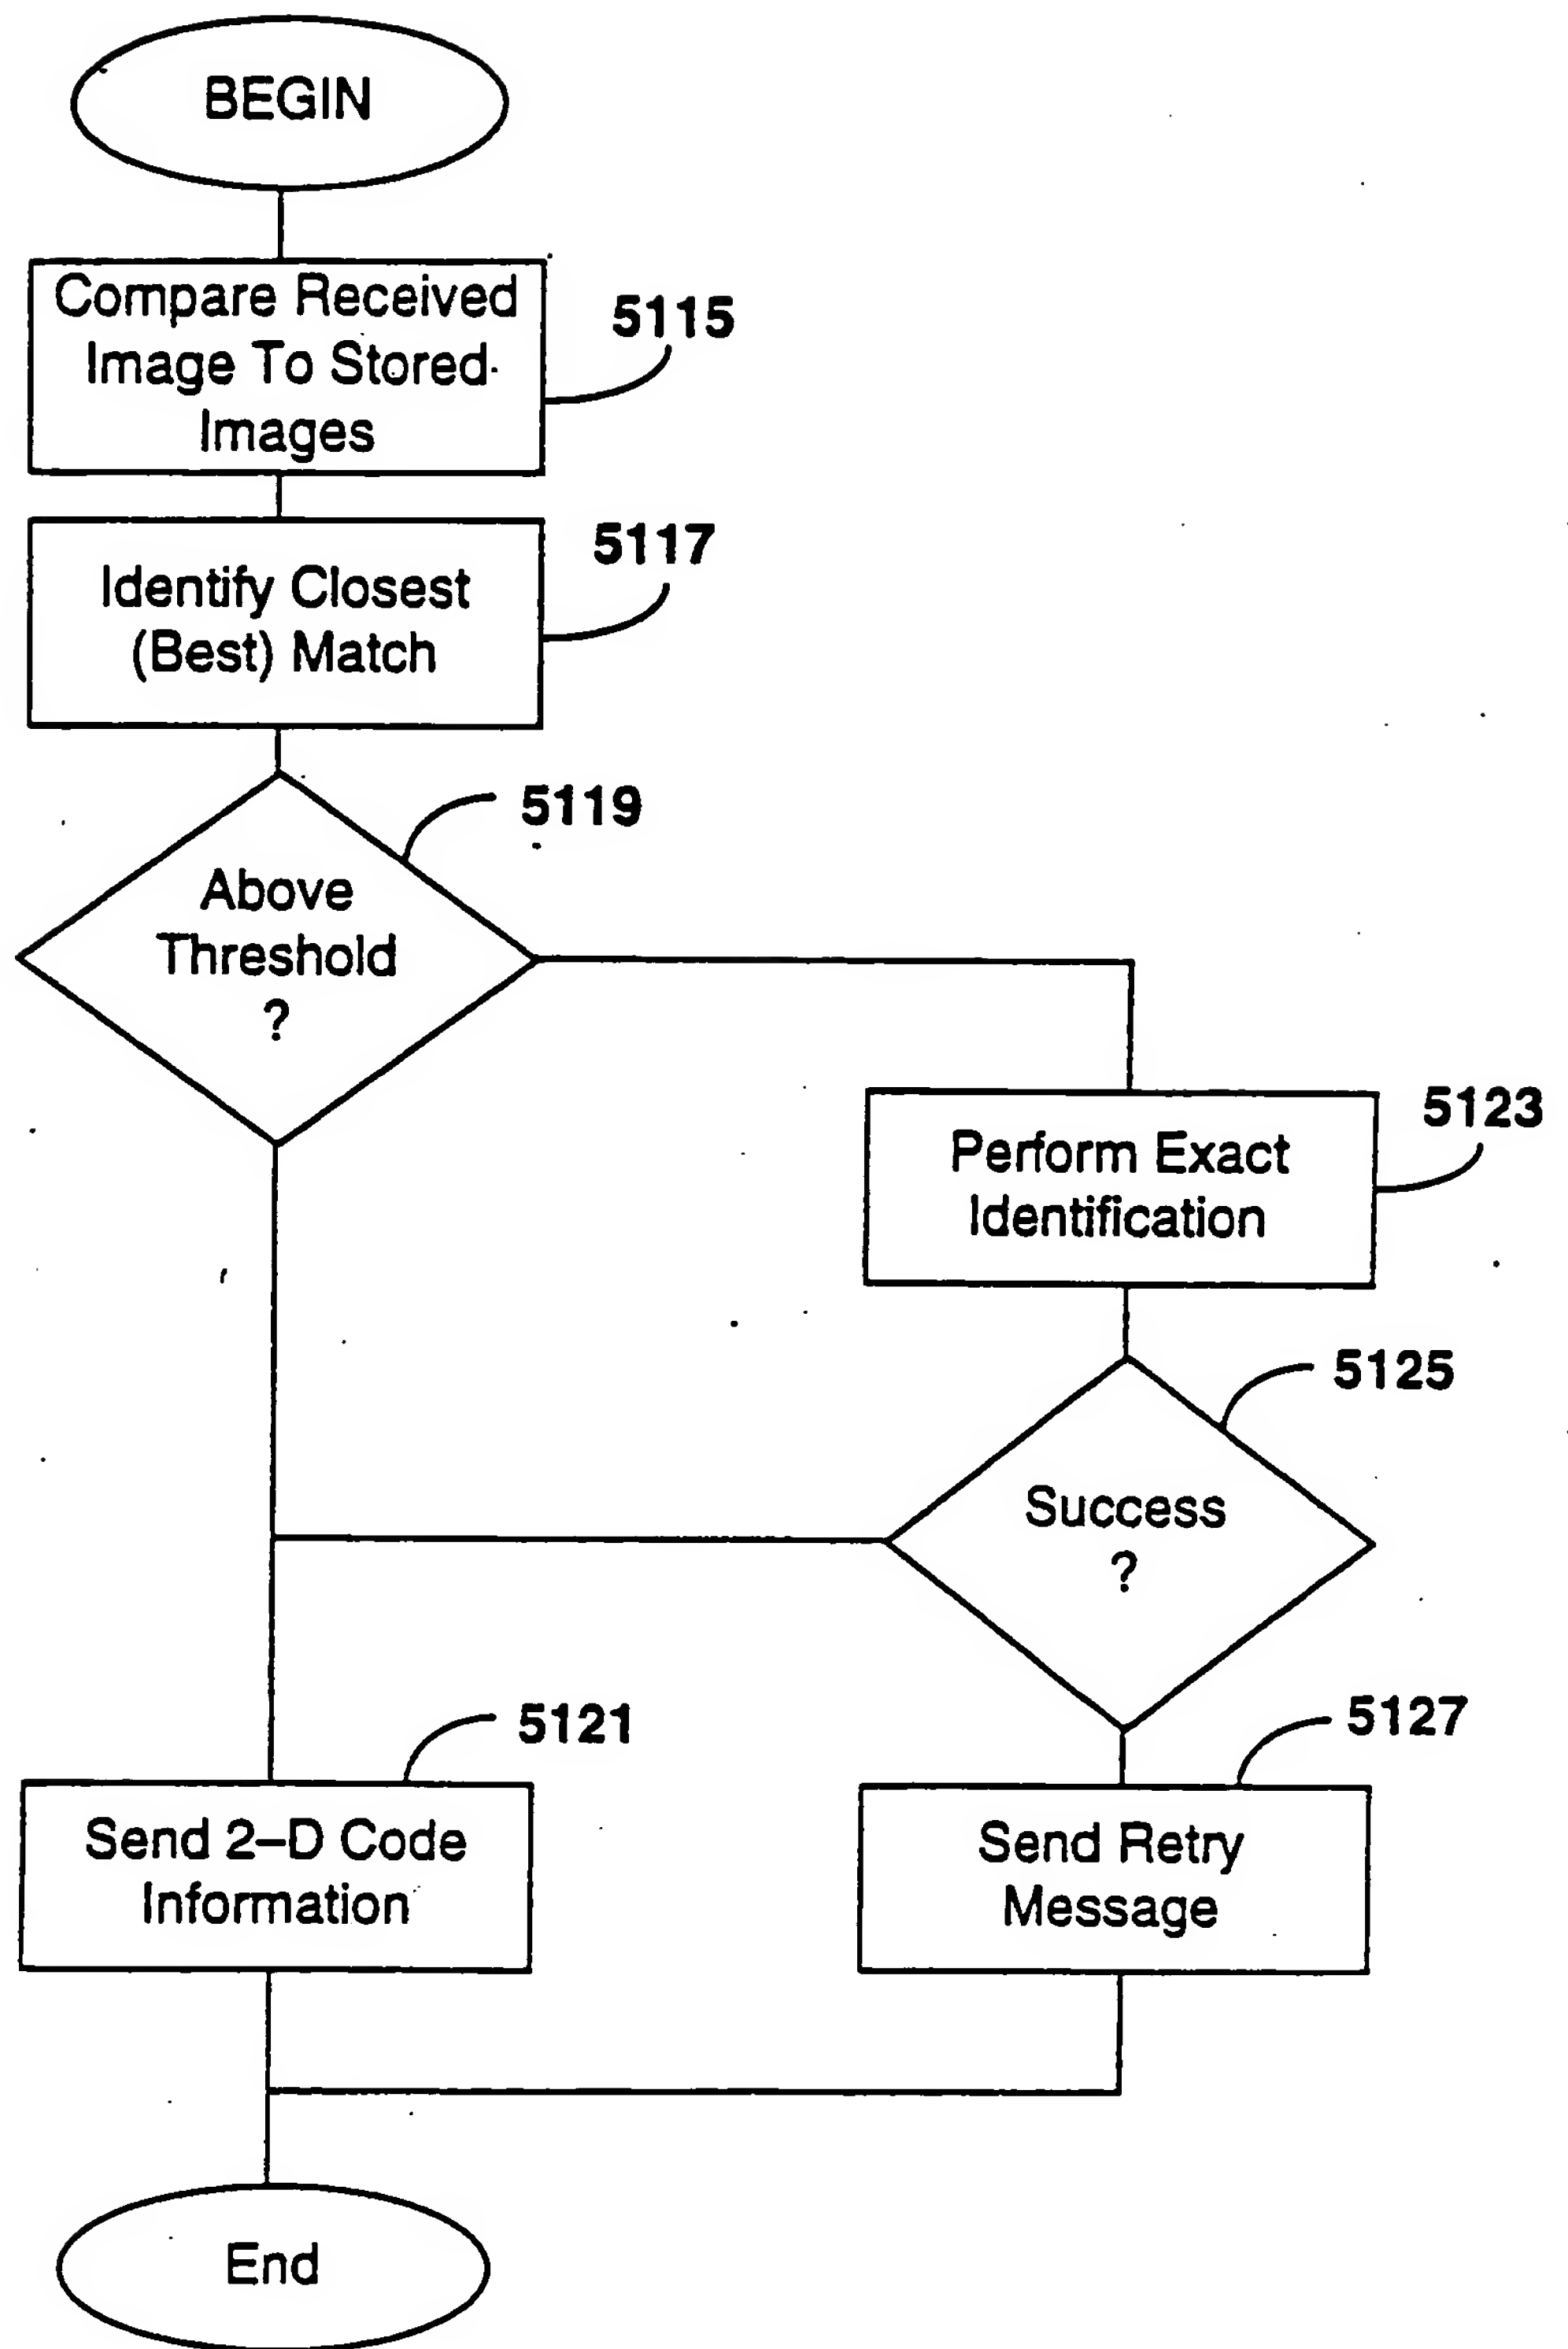 BEGIN
Compare Received
Image To Stored
Images
5115
Identify Closest
(Best) Match
5117
Above
Threshold
?
5119
Perform Exact
Identification
5123
Success
?
5125
Send 2–D Code
Information
5121
Send Retry
Message
5127
End